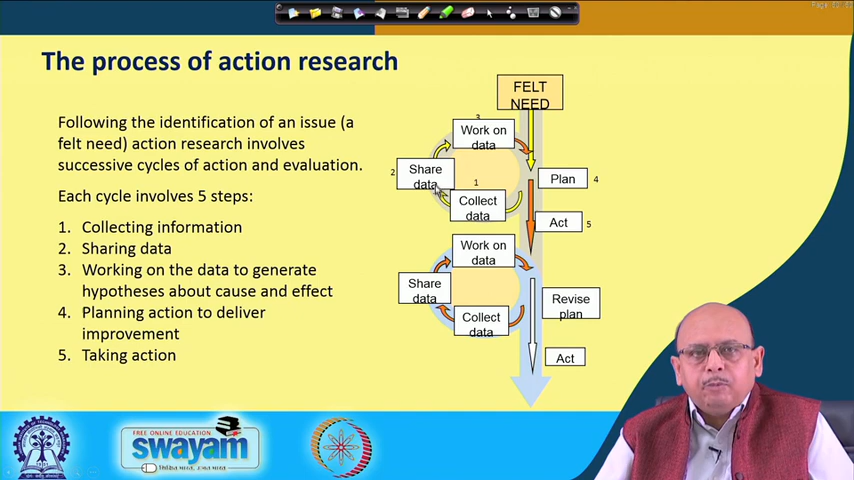 The process of action research
Following the identification of an issue (a
felt need) action research involves
successive cycles of action and evaluation.
Each cycle involves 5 steps:
1. Collecting information
2. Sharing data
3. Working on the data to generate
hypotheses about cause and effect
4. Planning action to deliver
improvement
5. Taking action
FELT
NEED
3
Work on
data
2
Share
data
1
Collect
data
Plan
4
Act
5
Work on
data
Share
data
Collect
data
Revise
plan
Act
FREE ONLINE EDUCATION
swayam
शिक्षित भारत, उन्नत भारत